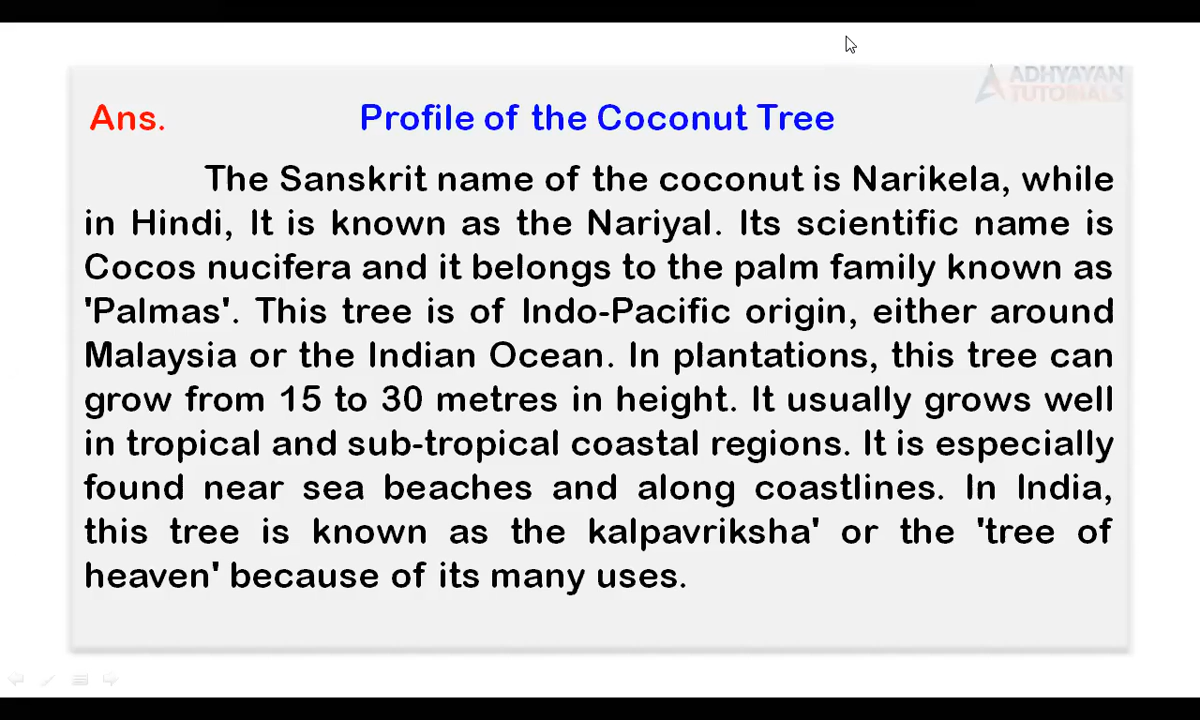 ADHYAYAN
TUTORIALS
Ans. Profile of the Coconut Tree
The Sanskrit name of the coconut is Narikela, while
in Hindi, It is known as the Nariyal. Its scientific name is
Cocos nucifera and it belongs to the palm family known as
'Palmas'. This tree is of Indo-Pacific origin, either around
Malaysia or the Indian Ocean. In plantations, this tree can
grow from 15 to 30 metres in height. It usually grows well
in tropical and sub-tropical coastal regions. It is especially
found near sea beaches and along coastlines. In India,
this tree is known as the kalpavriksha' or the 'tree of
heaven' because of its many uses.